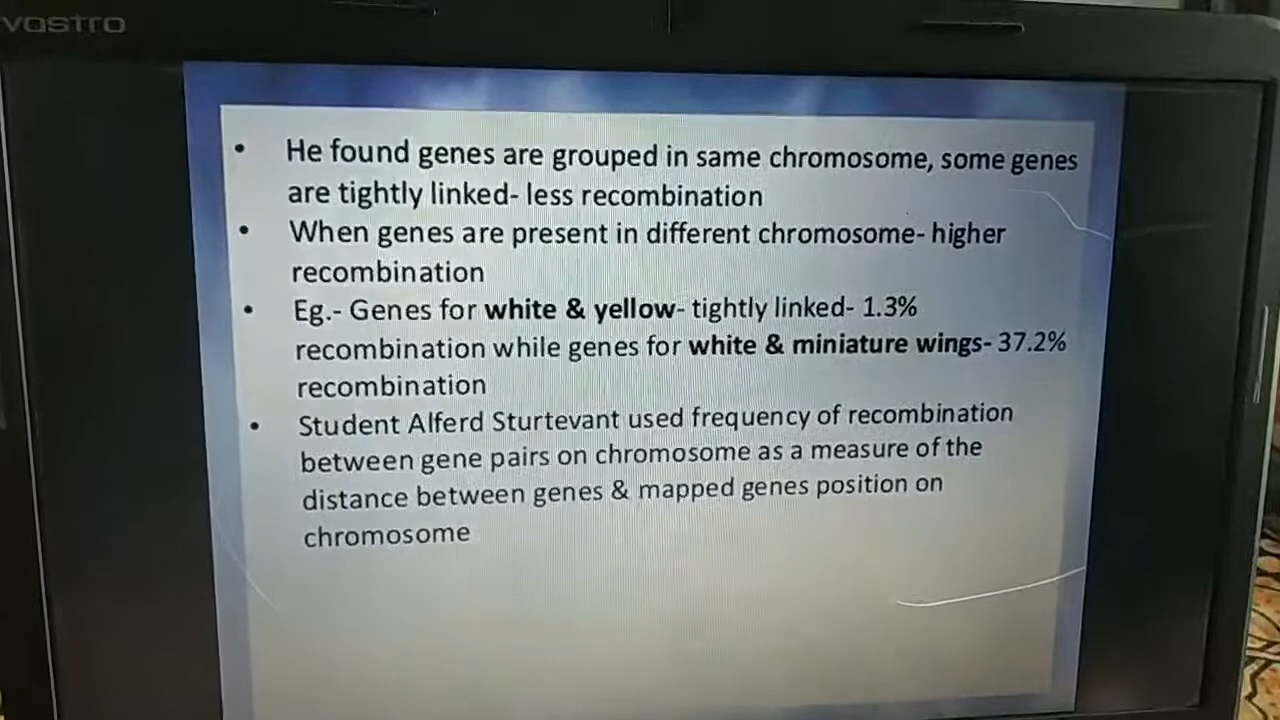 vostro
• He found genes are grouped in same chromosome, some genes
are tightly linked- less recombination
• When genes are present in different chromosome- higher
recombination
• Eg.- Genes for white & yellow- tightly linked- 1.3%
recombination while genes for white & miniature wings- 37.2%
recombination
• Student Alferd Sturtevant used frequency of recombination
between gene pairs on chromosome as a measure of the
distance between genes & mapped genes position on
chromosome